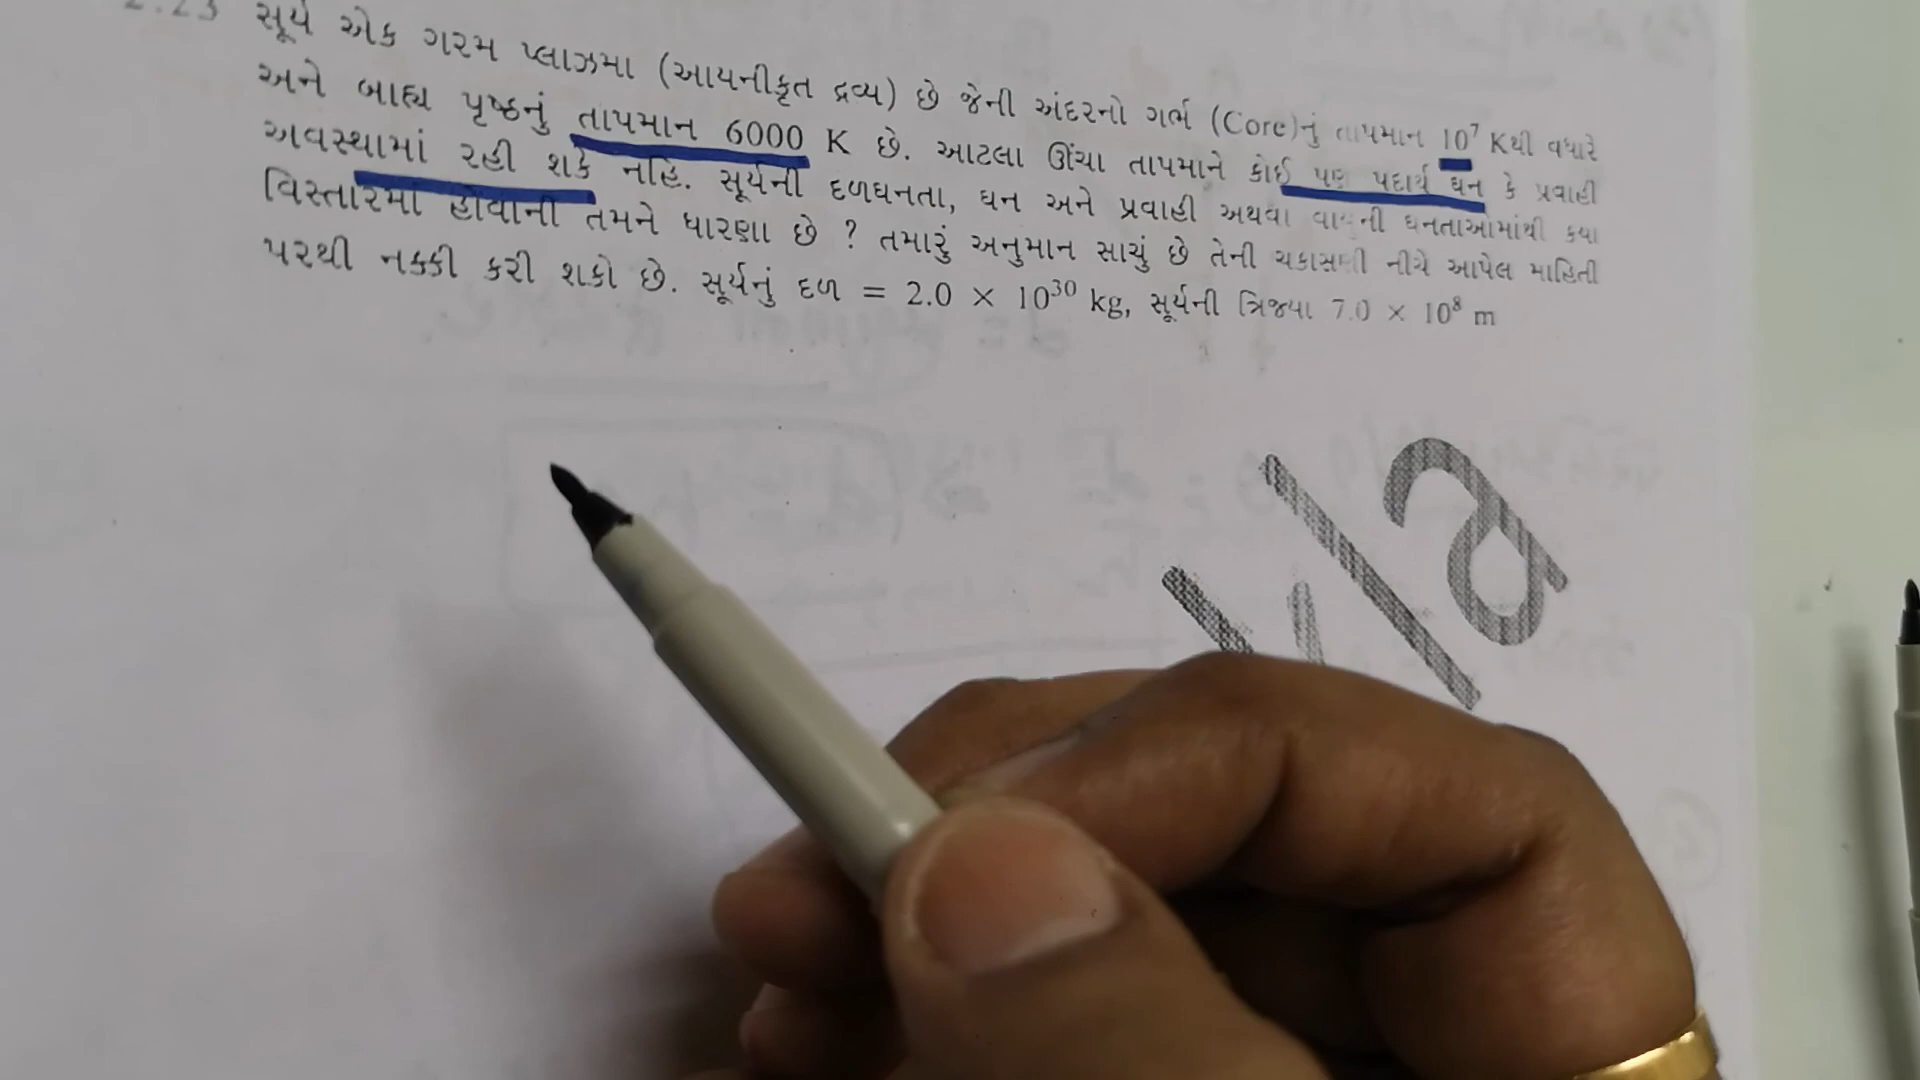 2.23 સૂર્ય એક ગરમ પ્લાઝમા (આયનીકૃત દ્રવ્ય) છે જેની અંદરનો ગર્ભ (Core)નું તાપમાન 10⁷ Kથી વધારે
અને બાહ્ય પૃષ્ઠનું તાપમાન 6000 K છે. આટલા ઊંચા તાપમાને કોઈ પણ પદાર્થ ઘન કે પ્રવાહી
અવસ્થામાં રહી શકે નહિ. સૂર્યની દળઘનતા, ઘન અને પ્રવાહી અથવા વાયુની ઘનતાઓમાંથી કયા
વિસ્તારમાં હોવાની તમને ધારણા છે ? તમારું અનુમાન સાચું છે તેની ચકાસણી નીચે આપેલ માહિતી
પરથી નક્કી કરી શકો છે. સૂર્યનું દળ = 2.0 × 10³⁰ kg, સૂર્યની ત્રિજ્યા 7.0 × 10⁸ m